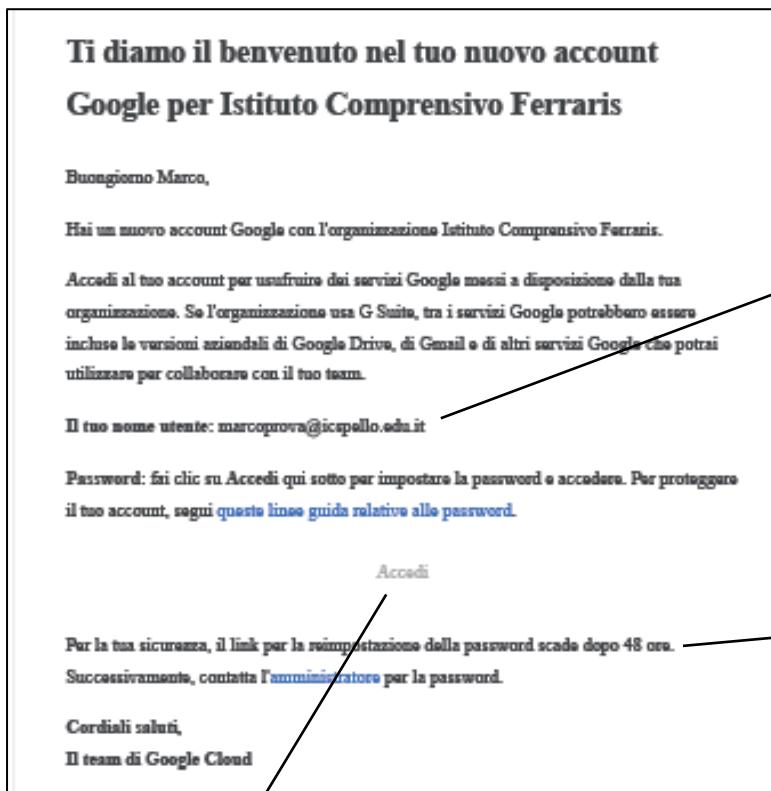 Ti diamo il benvenuto nel tuo nuovo account
Google per Istituto Comprensivo Ferraris
Buongiorno Marco,
Hai un nuovo account Google con l'organizzazione Istituto Comprensivo Ferraris.
Accedi al tuo account per usufruire dei servizi Google messi a disposizione dalla tua
organizzazione. Se l'organizzazione usa G Suite, tra i servizi Google potrebbero essere
incluse le versioni aziendali di Google Drive, di Gmail e di altri servizi Google che potrai
utilizzare per collaborare con il tuo team.
Il tuo nome utente: marcoprova@icspello.edu.it
Password: fai clic su Accedi qui sotto per impostare la password e accedere. Per proteggere
il tuo account, segui queste linee guida relative alle password.
Accedi
Per la tua sicurezza, il link per la reimpostazione della password scade dopo 48 ore.
Successivamente, contatta l'amministratore per la password.
Cordiali saluti,
Il team di Google Cloud